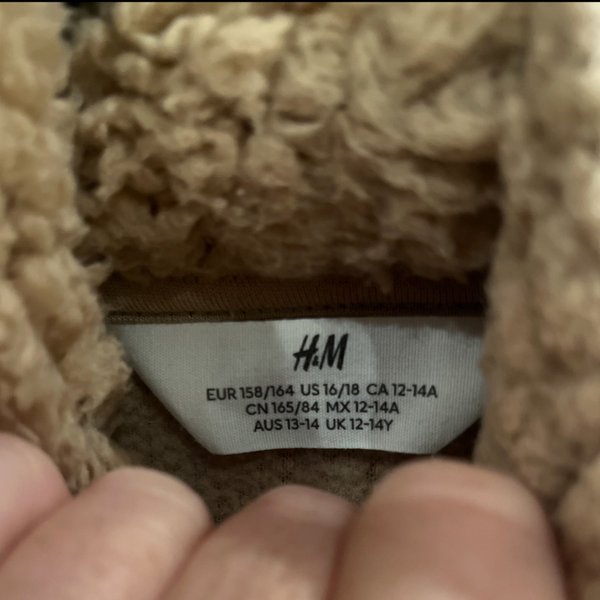 H&M
EUR 158/164 US 16/18 CA 12-14A
CN 165/84 MX 12-14A
AUS 13-14 UK 12-14Y